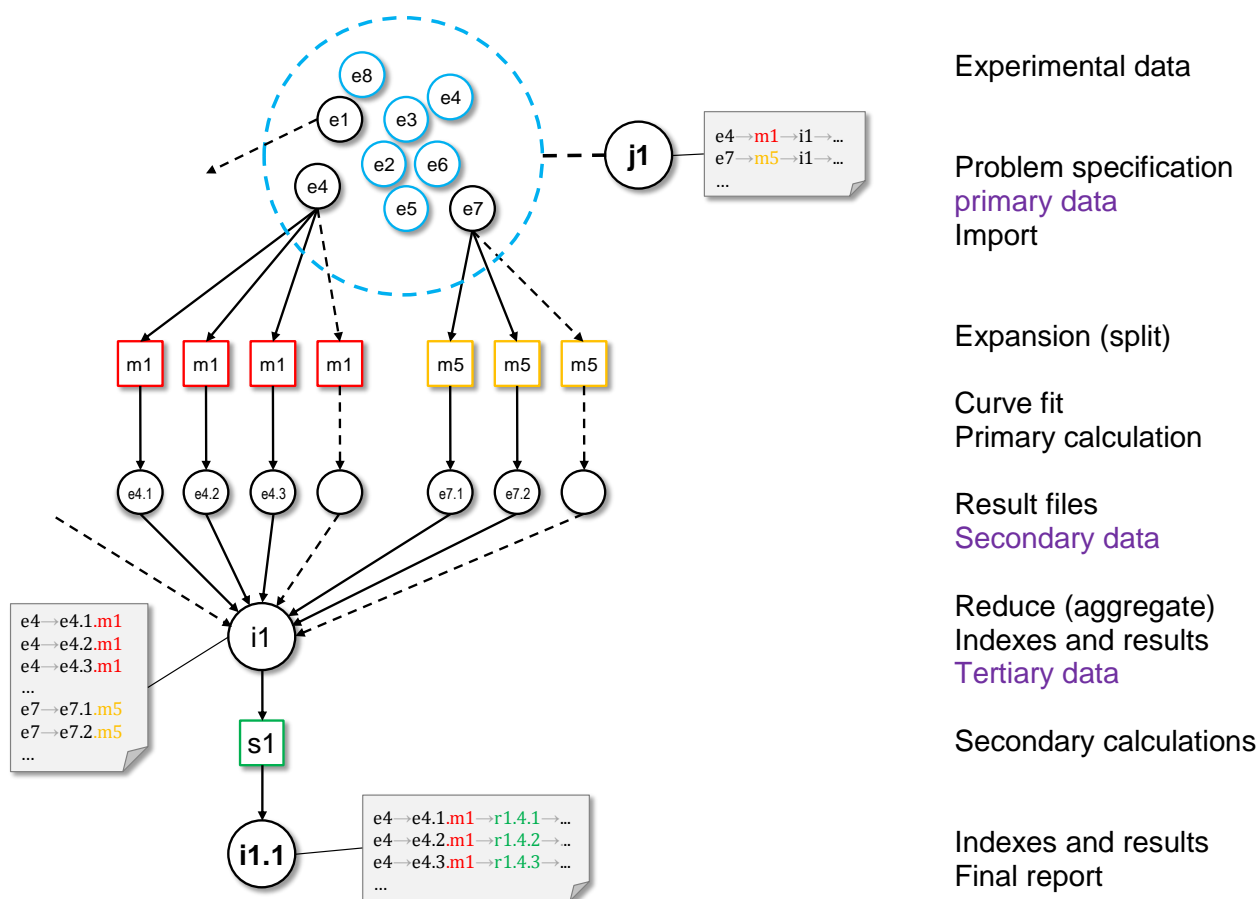 Experimental data
e8
e4
e1
e3
j1
e4→m1→i1→...
e7→m5→i1→...
...
e2
e6
e4
e5
e7
Problem specification
primary data
Import
Expansion (split)
m1
m1
m1
m1
m5
m5
m5
Curve fit
Primary calculation
e4.1
e4.2
e4.3
e7.1
e7.2
Result files
Secondary data
i1
Reduce (aggregate)
Indexes and results
Tertiary data
e4→e4.1.m1
e4→e4.2.m1
e4→e4.3.m1
...
e7→e7.1.m5
e7→e7.2.m5
...
s1
Secondary calculations
i1.1
e4→e4.1.m1→r1.4.1→...
e4→e4.2.m1→r1.4.2→...
e4→e4.3.m1→r1.4.3→...
...
Indexes and results
Final report